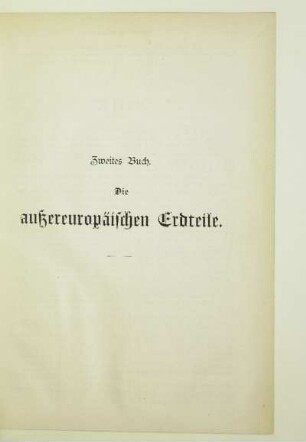 Zweites Buch.
Die
außereuropäischen Erdteile.